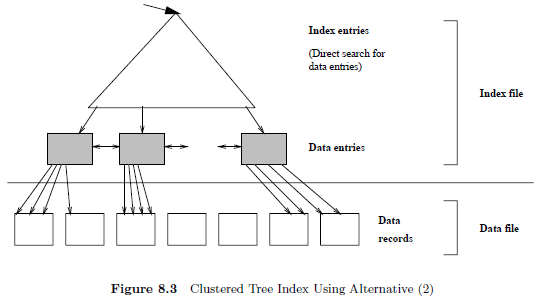 Index entries
(Direct search for
data entries)
Index file
Data entries
Data
records
Data file
Figure 8.3 Clustered Tree Index Using Alternative (2)